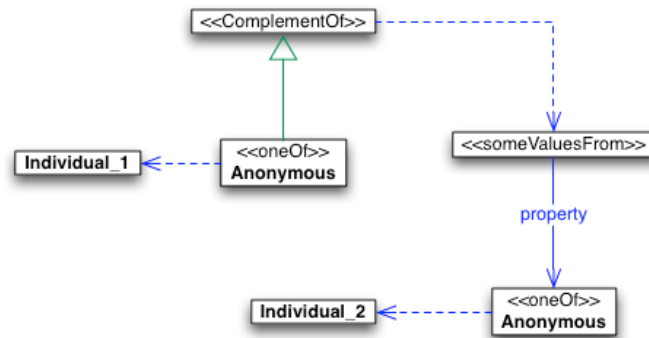 <<ComplementOf>>
Individual_1
<<oneOf>>
Anonymous
<<someValuesFrom>>
property
Individual_2
<<oneOf>>
Anonymous